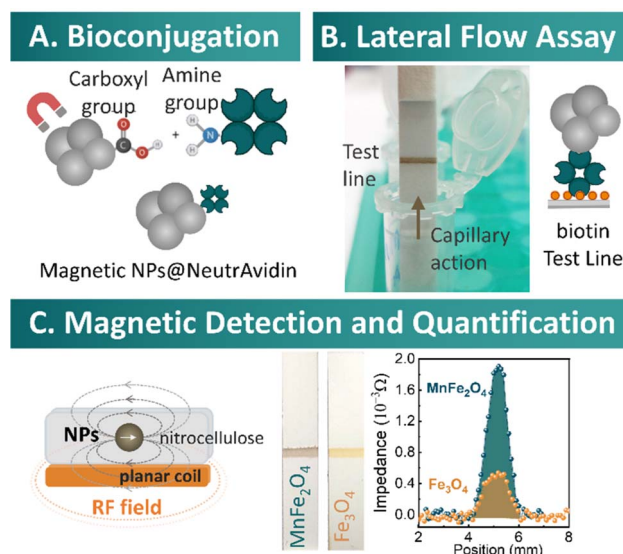 A. Bioconjugation
Carboxyl
group
Amine
group
O
C
O
H
+
H
N
H
Magnetic NPs@NeutrAvidin
B. Lateral Flow Assay
Test
line
Capillary
action
biotin
Test Line
C. Magnetic Detection and Quantification
NPs
nitrocellulose
planar coil
RF field
MnFe₂O₄
Fe₃O₄
Impedance (10⁻³Ω)
2.0
1.6
1.2
0.8
0.4
0.0
MnFe₂O₄
Fe₃O₄
2
4
6
8
Position (mm)